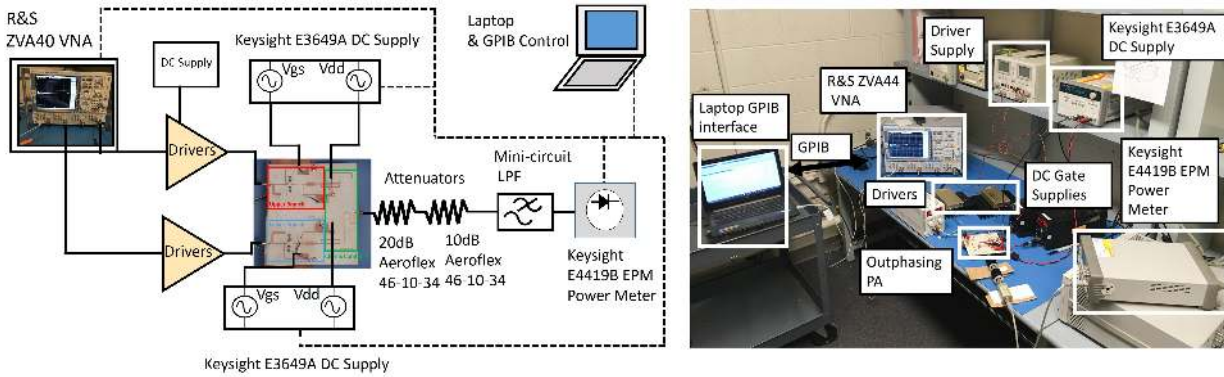 R&S
ZVA40 VNA
DC Supply
Drivers
Drivers
Keysight E3649A DC Supply
Vgs
Vdd
Laptop
& GPIB Control
Attenuators
20dB
Aeroflex
46-10-34
10dB
Aeroflex
46-10-34
Mini-circuit
LPF
Keysight
E4419B EPM
Power Meter
Vgs
Vdd
Keysight E3649A DC Supply
Driver
Supply
Keysight E3649A
DC Supply
R&S ZVA44
VNA
Laptop GPIB
interface
GPIB
Drivers
DC Gate
Supplies
Keysight
E4419B EPM
Power
Meter
Outphasing
PA